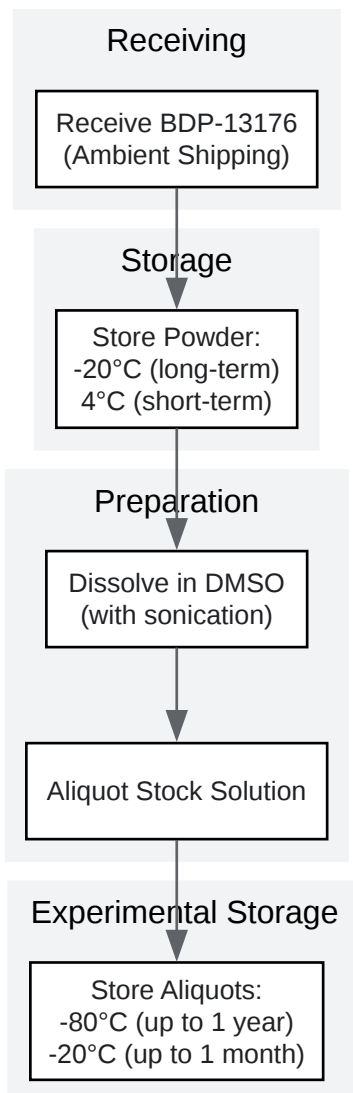 Receiving
Receive BDP-13176
(Ambient Shipping)
Storage
Store Powder:
-20°C (long-term)
4°C (short-term)
Preparation
Dissolve in DMSO
(with sonication)
Aliquot Stock Solution
Experimental Storage
Store Aliquots:
-80°C (up to 1 year)
-20°C (up to 1 month)